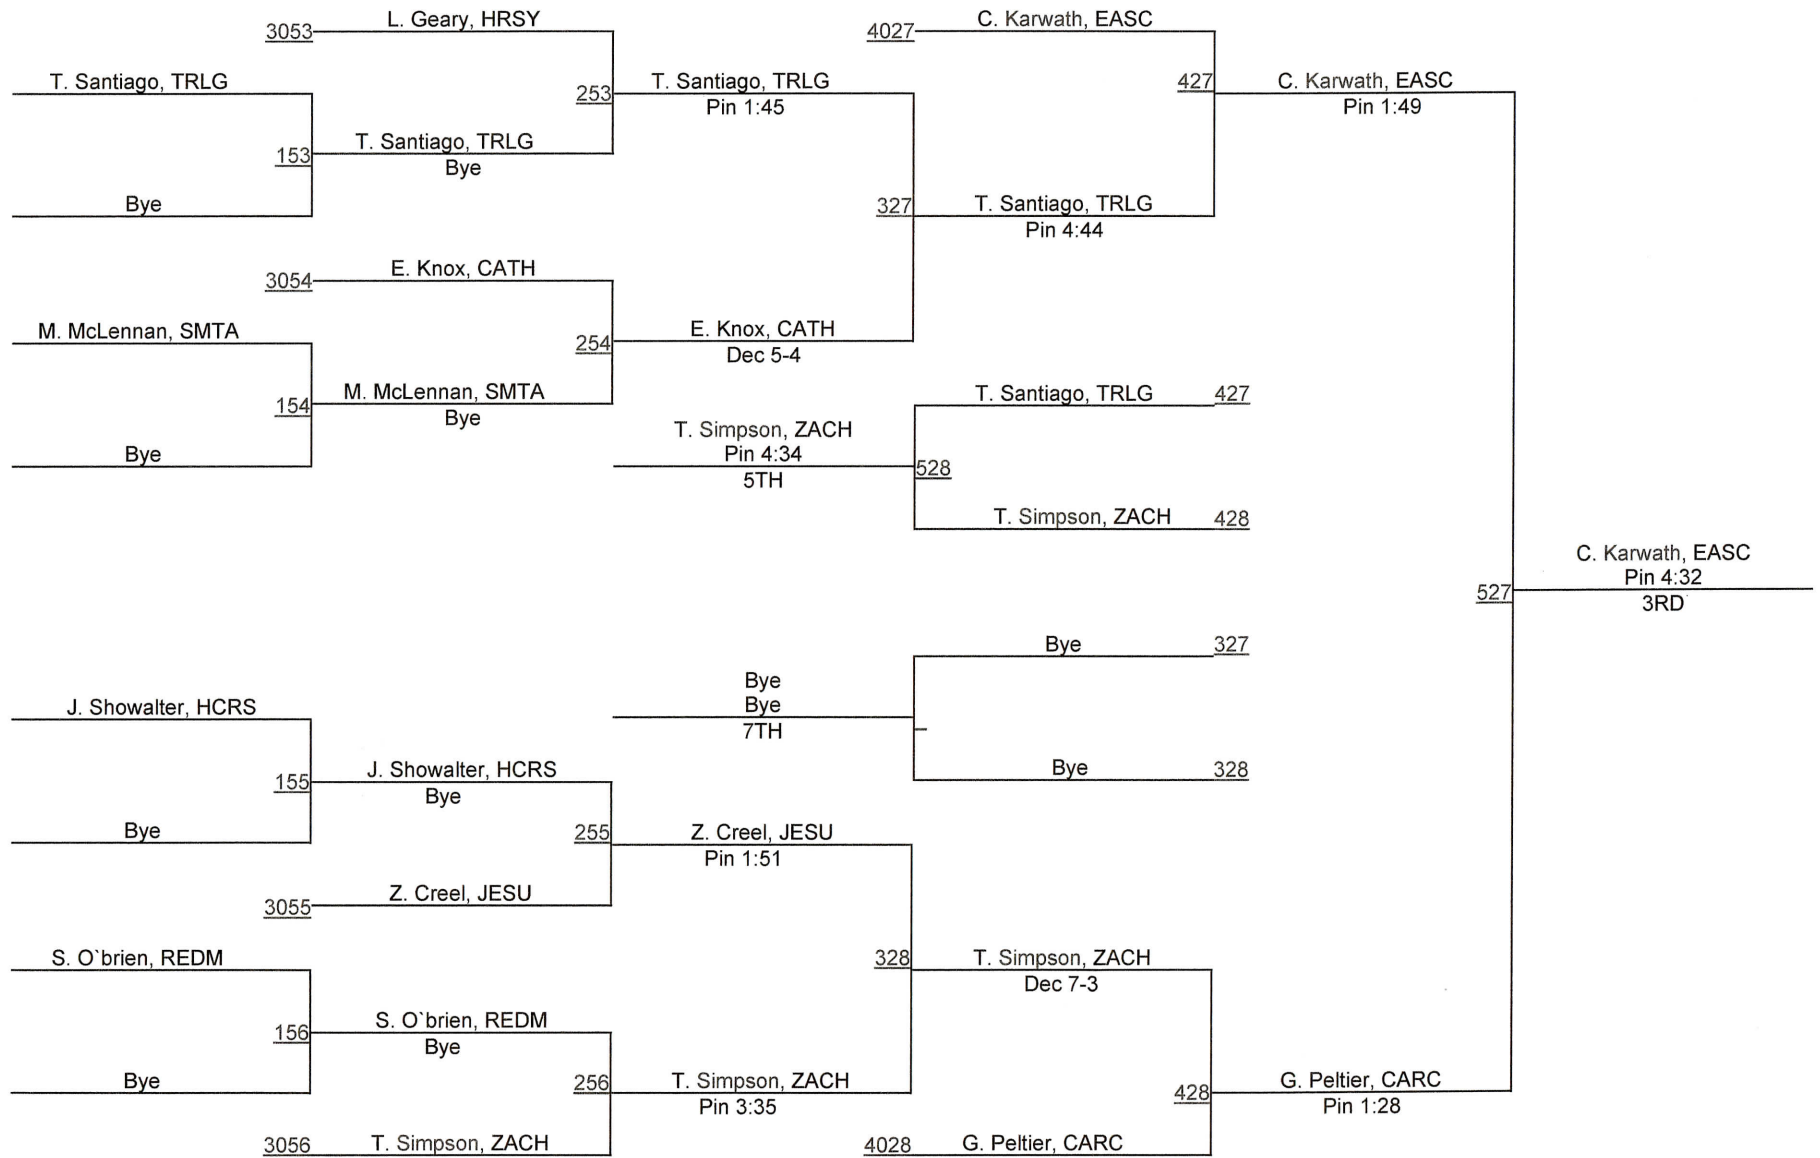 L. Geary, HRSY
3053
C. Karwath, EASC
4027
T. Santiago, TRLG
253
T. Santiago, TRLG
Pin 1:45
427
C. Karwath, EASC
Pin 1:49
153
T. Santiago, TRLG
Bye
Bye
327
T. Santiago, TRLG
Pin 4:44
3054
E. Knox, CATH
M. McLennan, SMTA
254
E. Knox, CATH
Dec 5-4
154
M. McLennan, SMTA
Bye
T. Santiago, TRLG
427
Bye
T. Simpson, ZACH
Pin 4:34
5TH
528
T. Simpson, ZACH
428
C. Karwath, EASC
Pin 4:32
3RD
527
Bye
327
Bye
Bye
7TH
Bye
328
J. Showalter, HCRS
155
J. Showalter, HCRS
Bye
Bye
255
Z. Creel, JESU
Pin 1:51
3055
Z. Creel, JESU
S. O`brien, REDM
328
T. Simpson, ZACH
Dec 7-3
156
S. O`brien, REDM
Bye
Bye
256
T. Simpson, ZACH
Pin 3:35
428
G. Peltier, CARC
Pin 1:28
3056
T. Simpson, ZACH
4028
G. Peltier, CARC